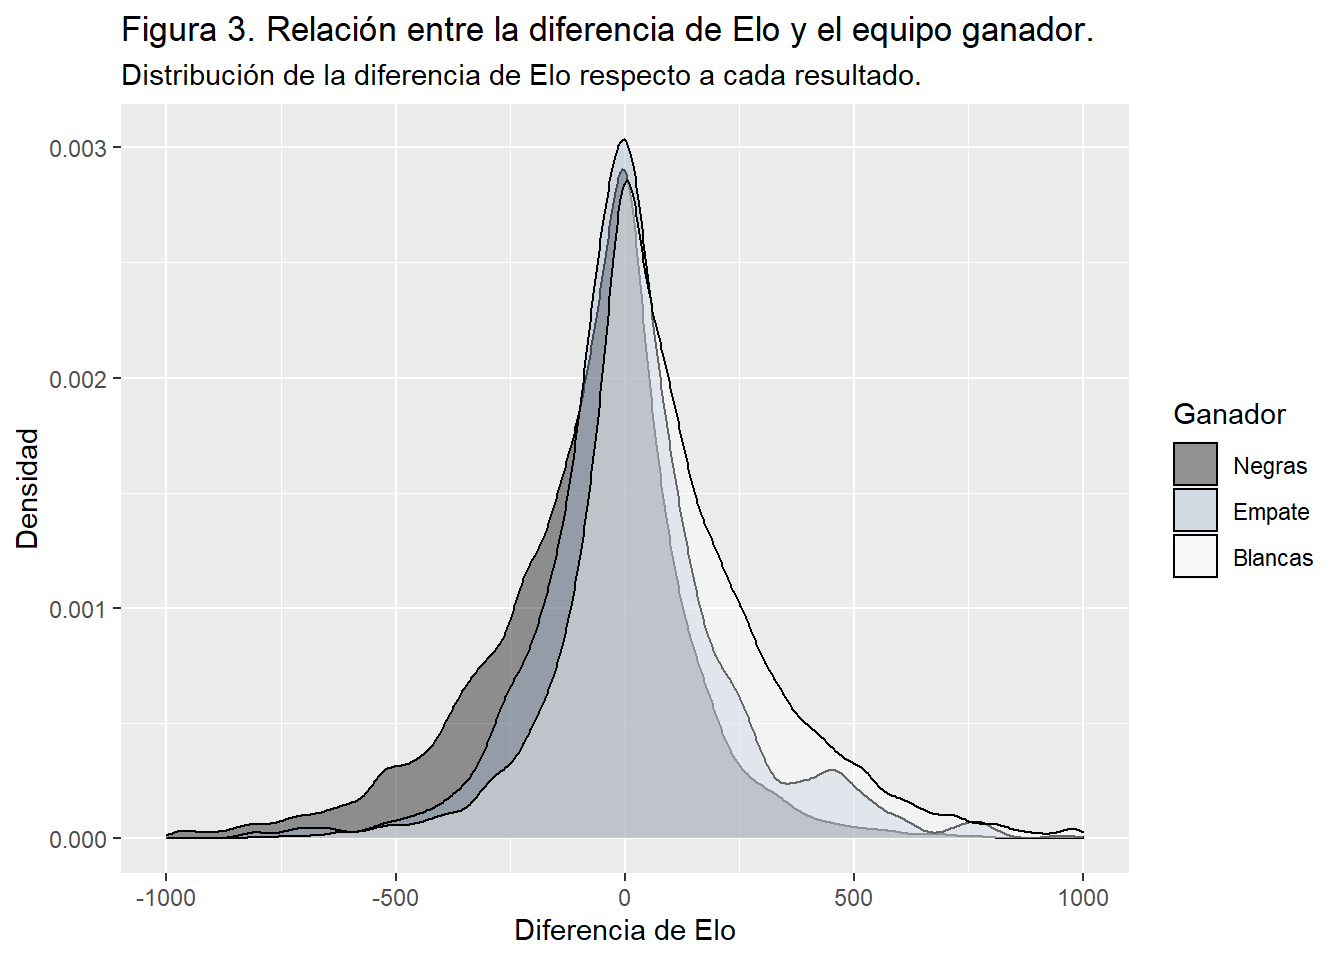 Figura 3. Relación entre la diferencia de Elo y el equipo ganador.
Distribución de la diferencia de Elo respecto a cada resultado.
0.003
0.002
0.001
0.000
Densidad
-1000
-500
0
500
1000
Diferencia de Elo
Ganador
Negras
Empate
Blancas